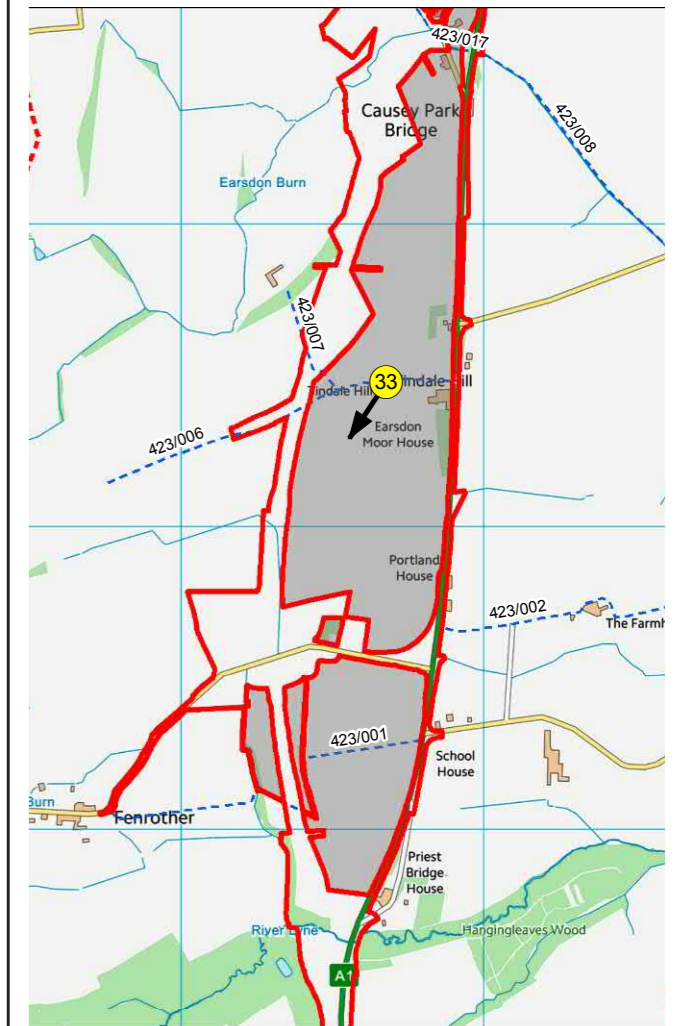 423/017
Causey Park
Bridge
423/008
Earsdon Burn
423/007
33
Tindale Hill
Tindale Hill
423/006
Earsdon
Moor House
Portland
House
423/002
The Farmh
423/001
School
House
Burn
Fenrother
Priest
Bridge
House
River Lyne
Hangingleaves Wood
A1